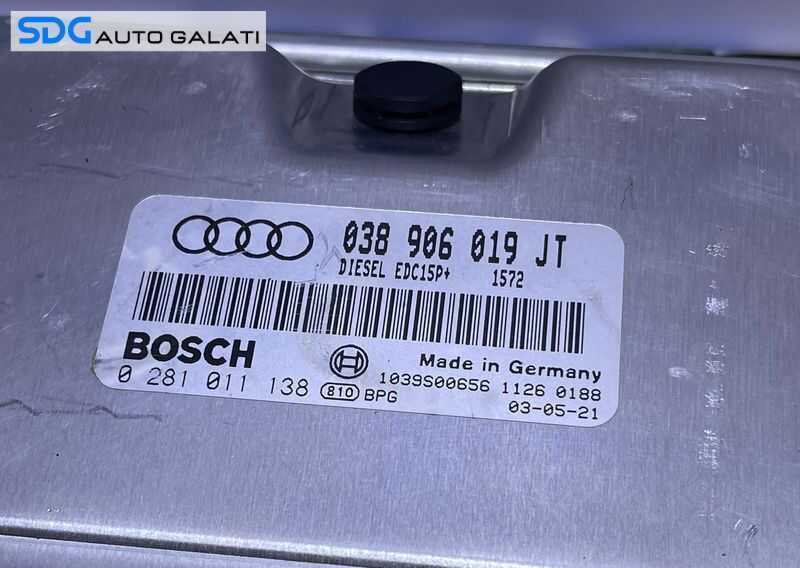 SDG AUTO GALATI
038 906 019 JT
DIESEL EDC15P+ 1572
BOSCH
Made in Germany
0 281 011 138 810 BPG
1039S00656 1126 0188
03-05-21